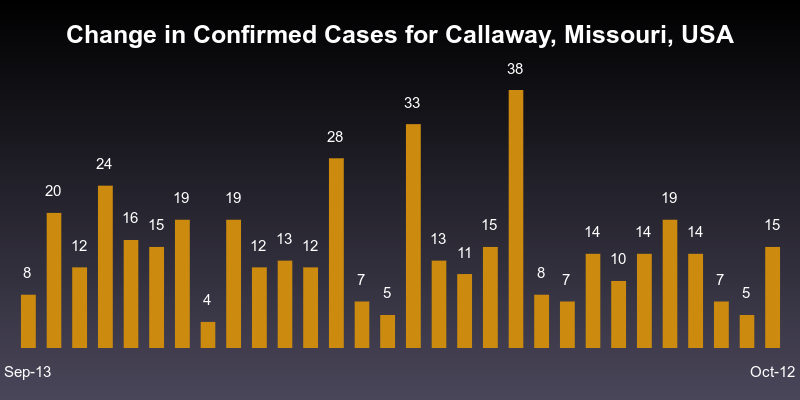 Change in Confirmed Cases for Callaway, Missouri, USA
8 20 12 24 16 15 19 4 19 12 13 12 28 7 5 33 13 11 15 38 8 7 14 10 14 19 14 7 5 15
Sep-13 Oct-12